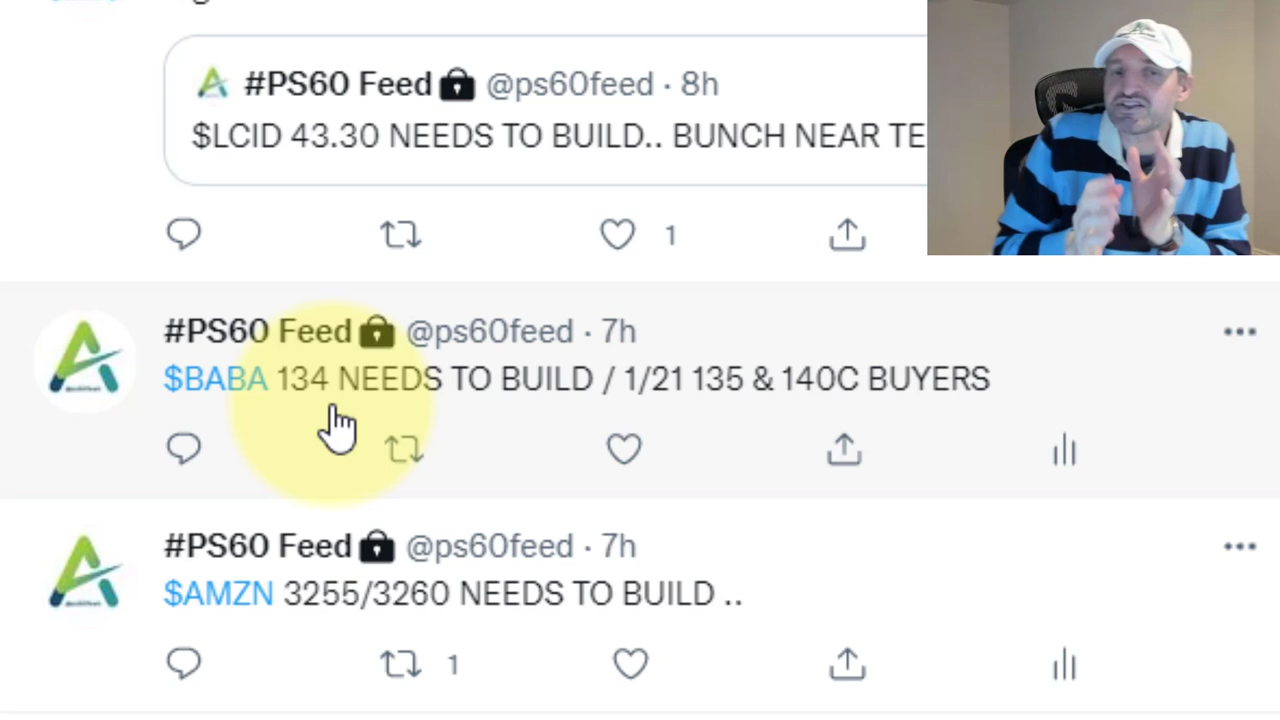 #PS60 Feed @ps60feed · 8h
$LCID 43.30 NEEDS TO BUILD.. BUNCH NEAR
1
#PS60 Feed @ps60feed · 7h
$BABA 134 NEEDS TO BUILD / 1/21 135 & 140C BUYERS
#PS60 Feed @ps60feed · 7h
$AMZN 3255/3260 NEEDS TO BUILD ..
1